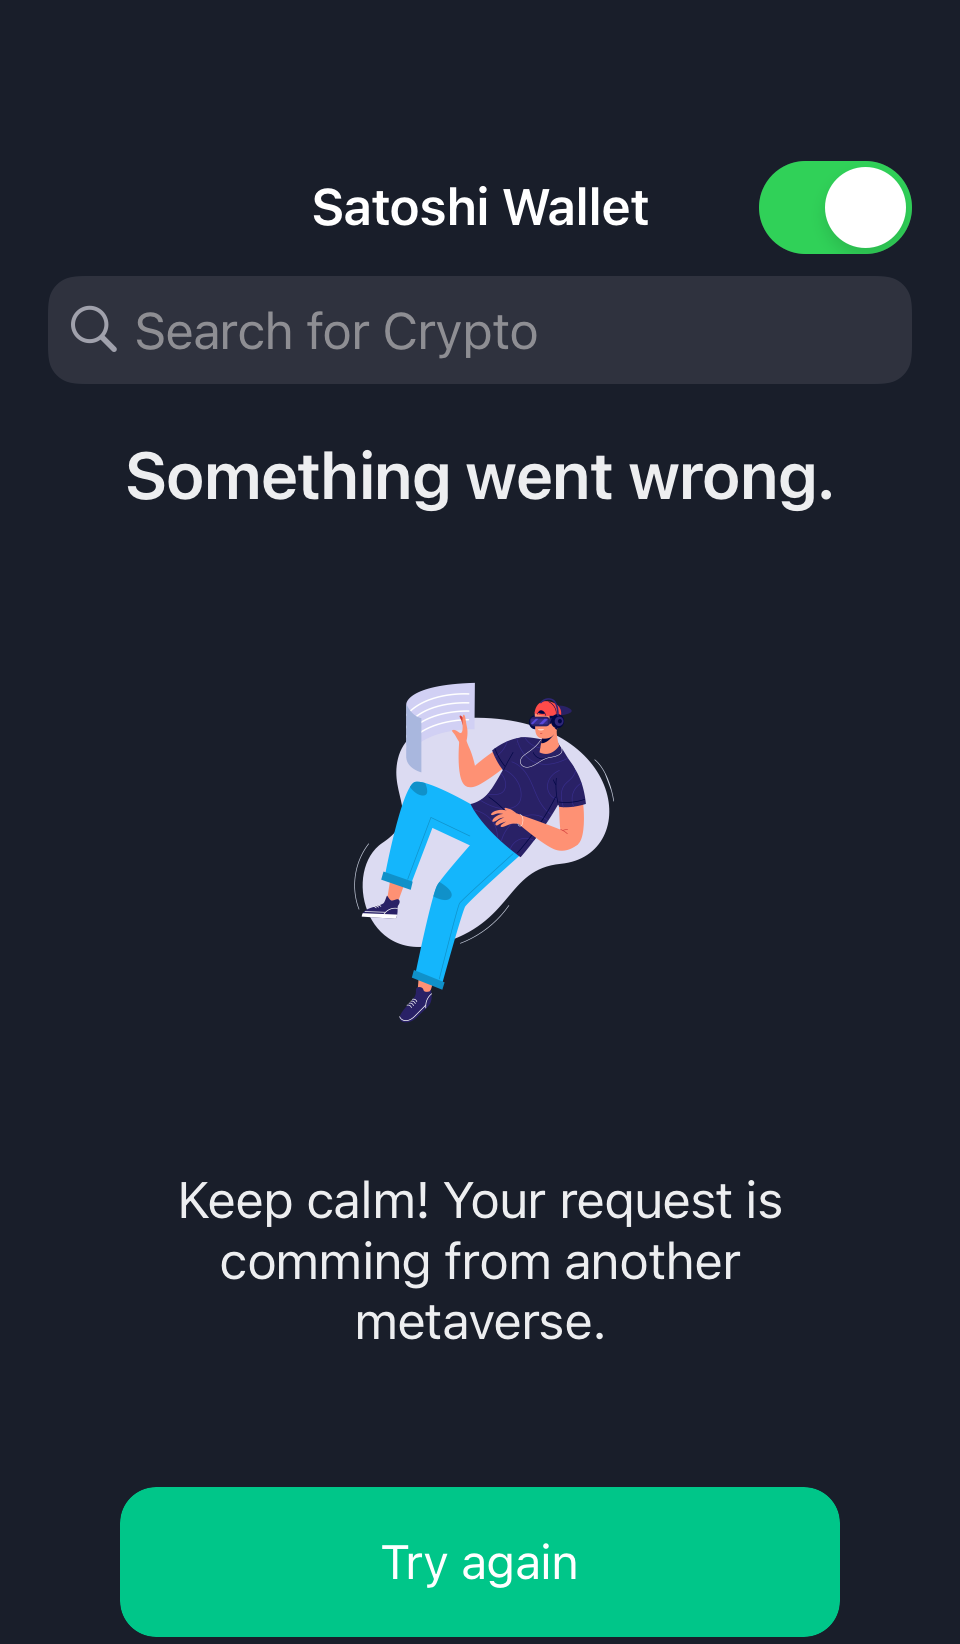 Satoshi Wallet
Search for Crypto
Something went wrong.
Keep calm! Your request is
comming from another
metaverse.
Try again